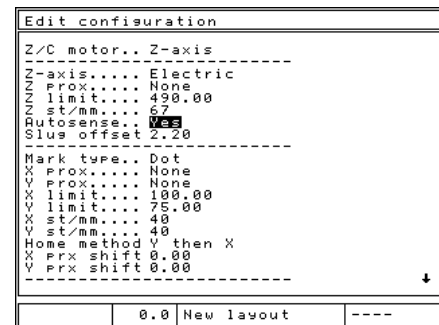 Edit configuration
Z/C motor.. Z-axis
-----------------------------
Z-axis..... Electric
Z prox..... None
Z limit.... 490.00
Z st/mm.... 67
Autosense.. Yes
Slug offset 2.20
-----------------------------
Mark type.. Dot
X prox..... None
Y prox..... None
X limit.... 100.00
Y limit.... 75.00
X st/mm.... 40
Y st/mm.... 40
Home method Y then X
X prx shift 0.00
Y prx shift 0.00
-----------------------------
0.0 New layout ----